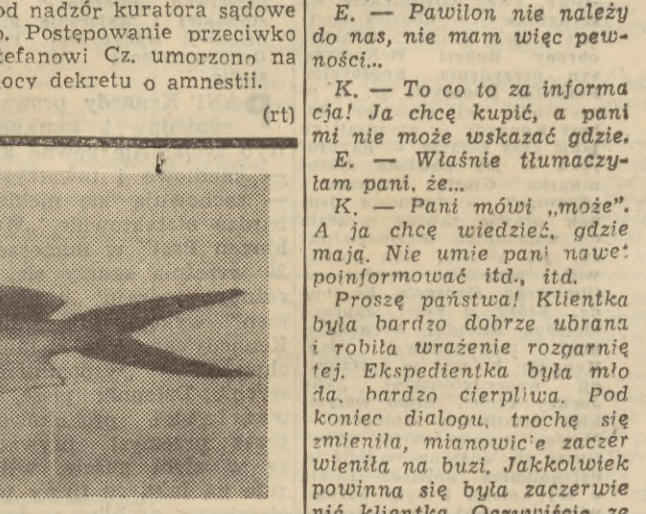 od nadzór kuratora sądowe
o. Postępowanie przeciwko
tefanowi Cz. umorzono na
ocy dekretu o amnestii.
(rt)
E. — Pawilon nie należy
do nas, nie mam więc pew-
ności...
K. — To co to za informa
cja! Ja chcę kupić, a pani
mi nie może wskazać gdzie.
E. — Właśnie tłumaczy-
łam pani, że...
K. — Pani mówi „może”.
A ja chcę wiedzieć, gdzie
mają. Nie umie pani nawet
poinformować itd., itd.
Proszę państwa! Klientka
była bardzo dobrze ubrana
i robiła wrażenie rozgarnię
tej. Ekspedientka była mło
da, bardzo cierpliwa. Pod
koniec dialogu, trochę się
zmieniła, mianowicie zaczer
wieniła na buzi. Jakkolwiek
powinna się była zaczerwie
nić klientka. Oczywiście ze